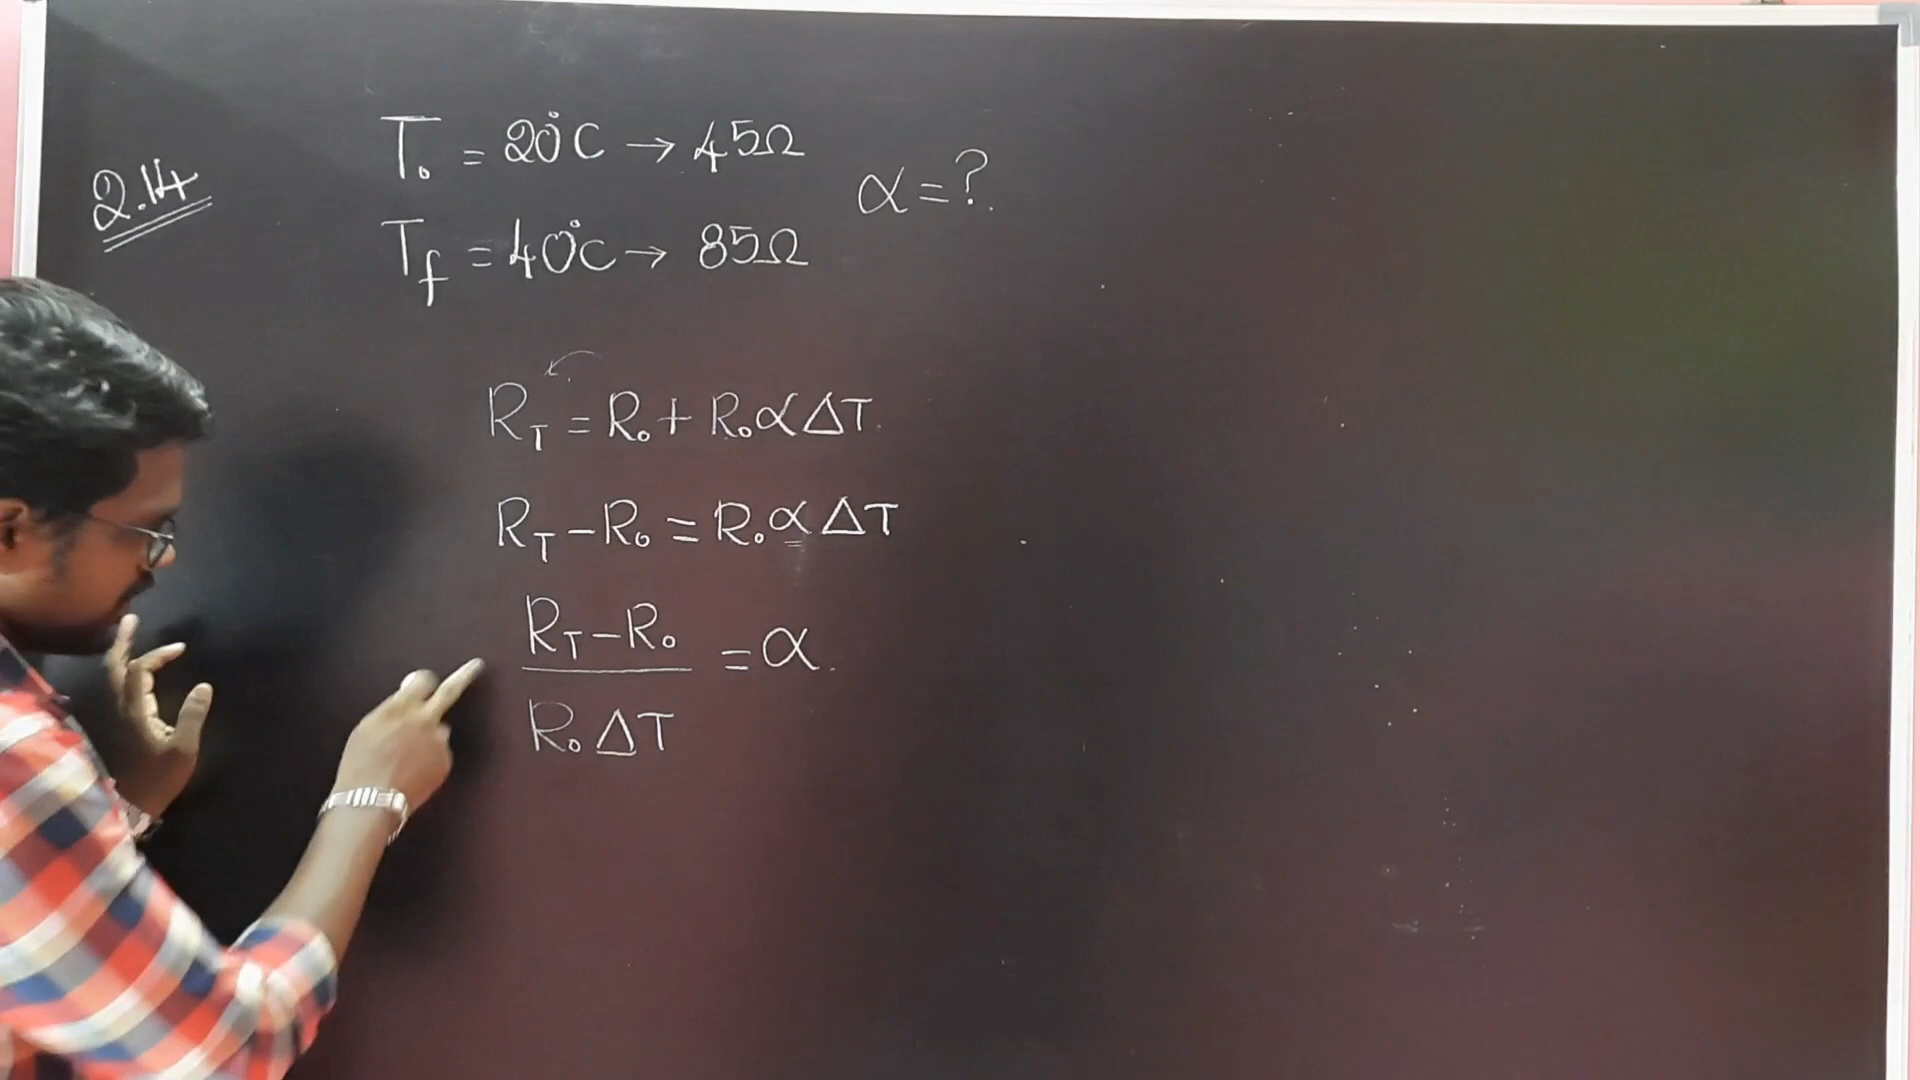 2.14
T₀ = 20°C → 45Ω
α = ?
T_f = 40°C → 85Ω
R_T = R₀ + R₀αΔT
R_T − R₀ = R₀αΔT
R_T − R₀ = α
R₀ΔT